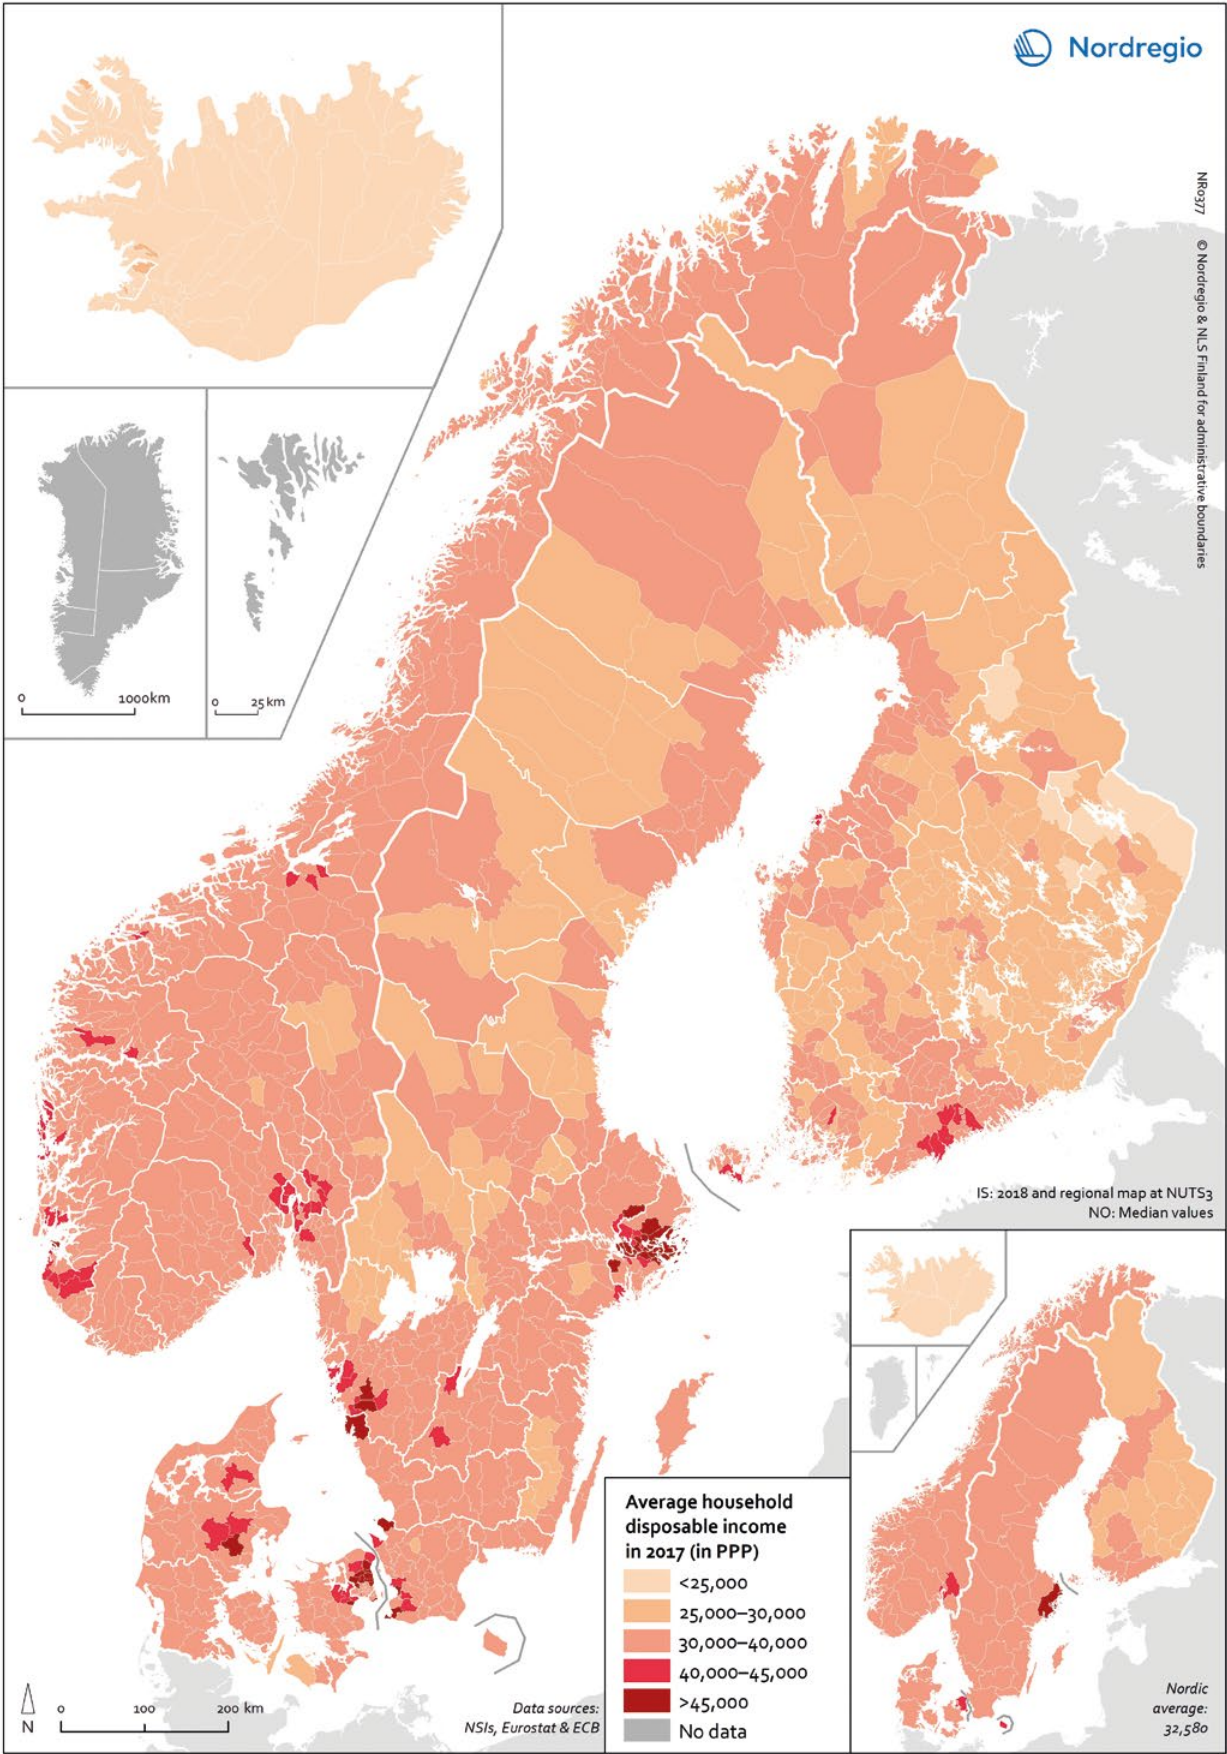 Nordregio
NR0377 © Nordregio & NLS Finland for administrative boundaries
0 1000km
0 25 km
IS: 2018 and regional map at NUTS3
NO: Median values
Average household
disposable income
in 2017 (in PPP)
<25,000
25,000–30,000
30,000–40,000
40,000–45,000
>45,000
No data
N
0 100 200 km
Data sources:
NSIs, Eurostat & ECB
Nordic
average:
32,580